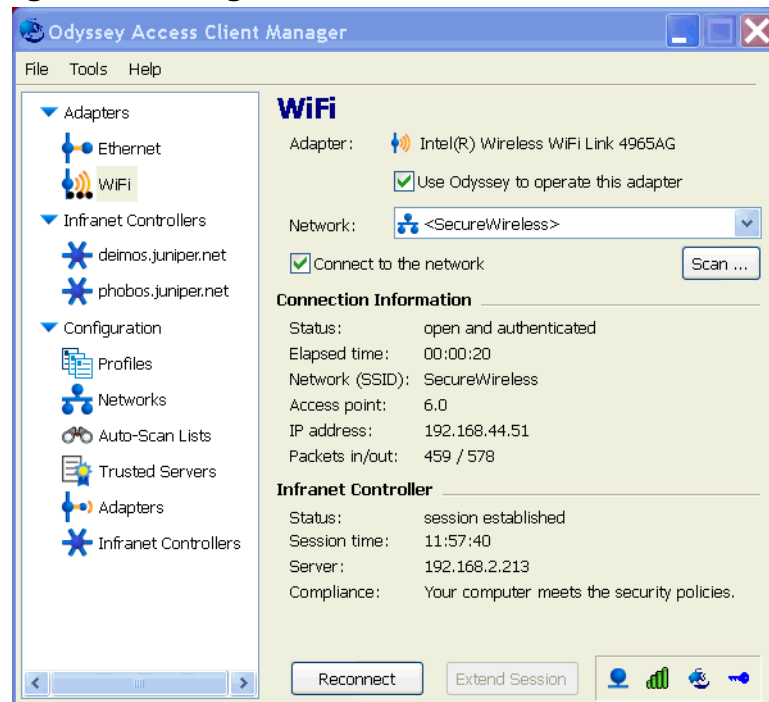 Odyssey Access Client Manager
File Tools Help
Adapters
Ethernet
WiFi
Infranet Controllers
deimos.juniper.net
phobos.juniper.net
Configuration
Profiles
Networks
Auto-Scan Lists
Trusted Servers
Adapters
Infranet Controllers
WiFi
Adapter: Intel(R) Wireless WiFi Link 4965AG
Use Odyssey to operate this adapter
Network: <SecureWireless>
Connect to the network Scan ...
Connection Information
Status: open and authenticated
Elapsed time: 00:00:20
Network (SSID): SecureWireless
Access point: 6.0
IP address: 192.168.44.51
Packets in/out: 459 / 578
Infranet Controller
Status: session established
Session time: 11:57:40
Server: 192.168.2.213
Compliance: Your computer meets the security policies.
Reconnect Extend Session